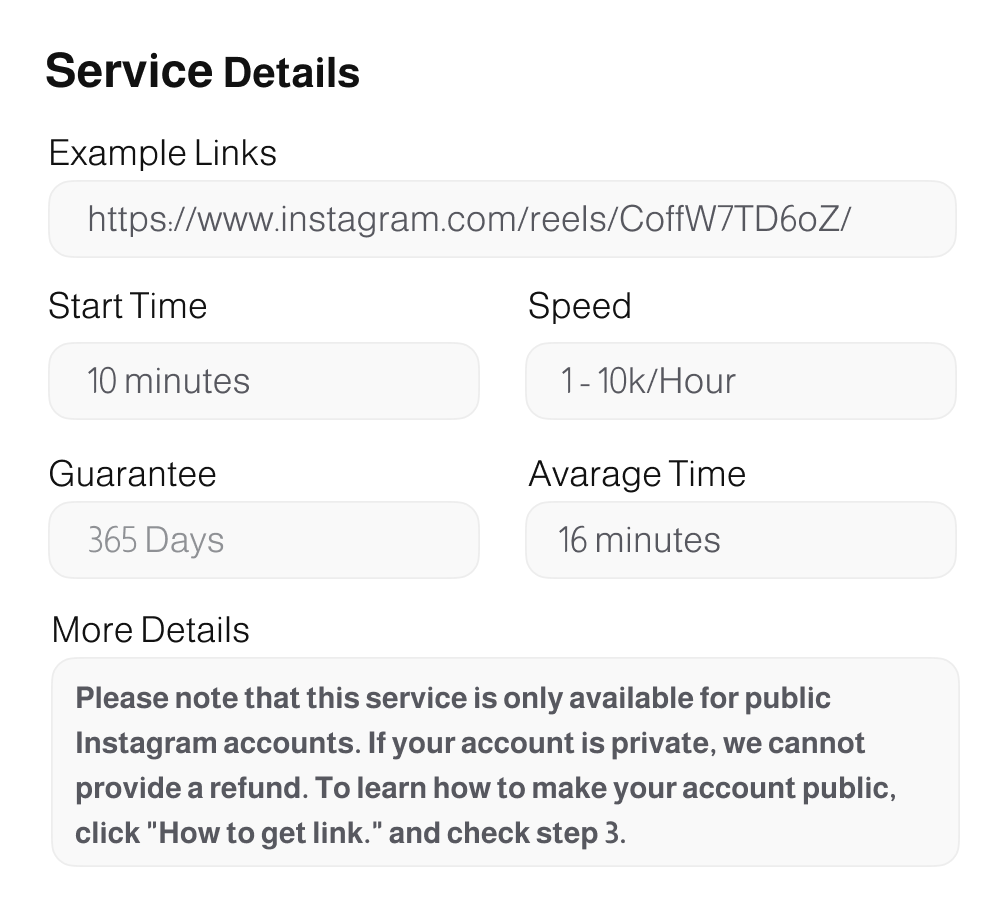 Service Details
Example Links
https://www.instagram.com/reels/CoffW7TD6oZ/
Start Time
Speed
10 minutes
1 - 10k/Hour
Guarantee
Avarage Time
365 Days
16 minutes
More Details
Please note that this service is only available for public
Instagram accounts. If your account is private, we cannot
provide a refund. To learn how to make your account public,
click "How to get link." and check step 3.